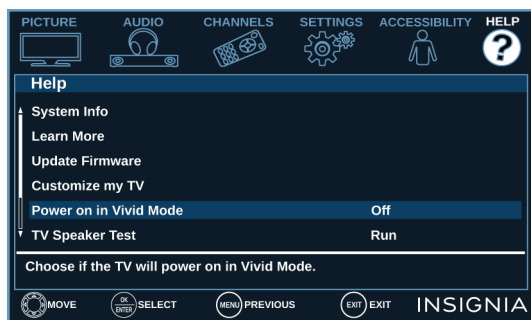 PICTURE AUDIO CHANNELS SETTINGS ACCESSIBILITY HELP
?
Help
System Info
Learn More
Update Firmware
Customize my TV
Power on in Vivid Mode Off
TV Speaker Test Run
Choose if the TV will power on in Vivid Mode.
MOVE OK ENTER SELECT MENU PREVIOUS EXIT EXIT INSIGNIA